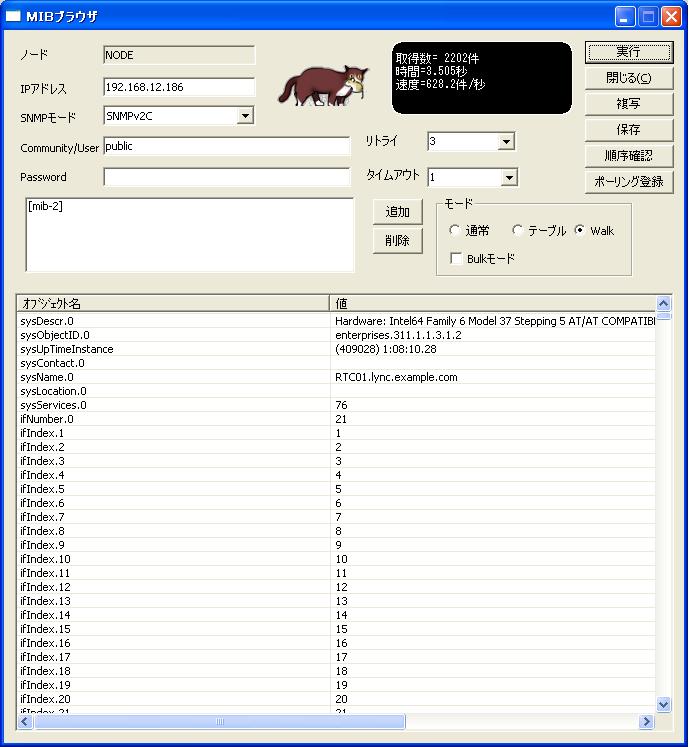 MIBブラウザ
ノード
NODE
IPアドレス
192.168.12.186
SNMPモード
SNMPv2C
Community/User
public
Password
取得数= 2202件
時間=3.505秒
速度=628.2件/秒
リトライ
3
タイムアウト
1
実行
閉じる(C)
複写
保存
順序確認
ポーリング登録
[mib-2]
追加
削除
モード
通常
テーブル
Walk
Bulkモード
オブジェクト名 値
sysDescr.0 Hardware: Intel64 Family 6 Model 37 Stepping 5 AT/AT COMPATIB
sysObjectID.0 enterprises.311.1.1.3.1.2
sysUpTimeInstance (409028) 1:08:10.28
sysContact.0
sysName.0 RTC01.lync.example.com
sysLocation.0
sysServices.0 76
ifNumber.0 21
ifIndex.1 1
ifIndex.2 2
ifIndex.3 3
ifIndex.4 4
ifIndex.5 5
ifIndex.6 6
ifIndex.7 7
ifIndex.8 8
ifIndex.9 9
ifIndex.10 10
ifIndex.11 11
ifIndex.12 12
ifIndex.13 13
ifIndex.14 14
ifIndex.15 15
ifIndex.16 16
ifIndex.17 17
ifIndex.18 18
ifIndex.19 19
ifIndex.20 20
ifIndex.21 21